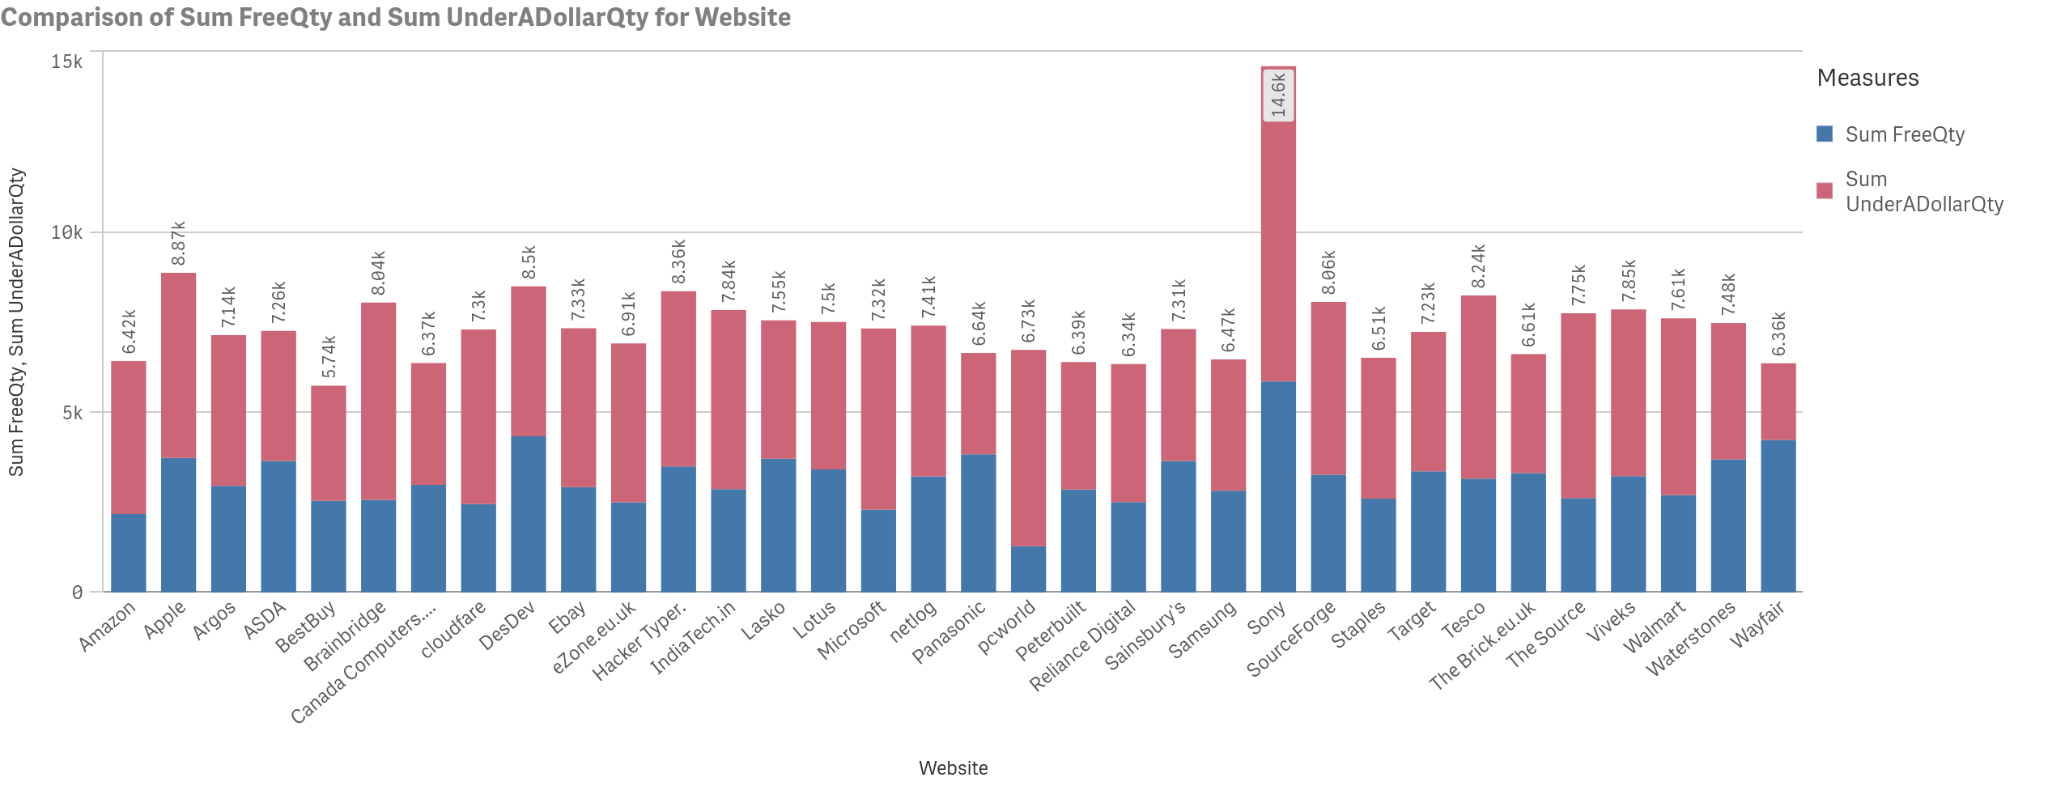 Comparison of Sum FreeQty and Sum UnderADollarQty for Website
Sum FreeQty, Sum UnderADollarQty
15k
10k
5k
0
6.42k
8.87k
7.14k
7.26k
5.74k
8.04k
6.37k
7.3k
8.5k
7.33k
6.91k
8.36k
7.84k
7.55k
7.5k
7.32k
7.41k
6.64k
6.73k
6.39k
6.34k
7.31k
6.47k
14.6k
8.06k
6.51k
7.23k
8.24k
6.61k
7.75k
7.85k
7.61k
7.48k
6.36k
Amazon
Apple
Argos
ASDA
BestBuy
Brainbridge
Canada Computers....
cloudfare
DesDev
Ebay
eZone.eu.uk
Hacker Typer.
IndiaTech.in
Lasko
Lotus
Microsoft
netlog
Panasonic
pcworld
Peterbuilt
Reliance Digital
Sainsbury's
Samsung
Sony
SourceForge
Staples
Target
Tesco
The Brick.eu.uk
The Source
Viveks
Walmart
Waterstones
Wayfair
Website
Measures
Sum FreeQty
Sum
UnderADollarQty